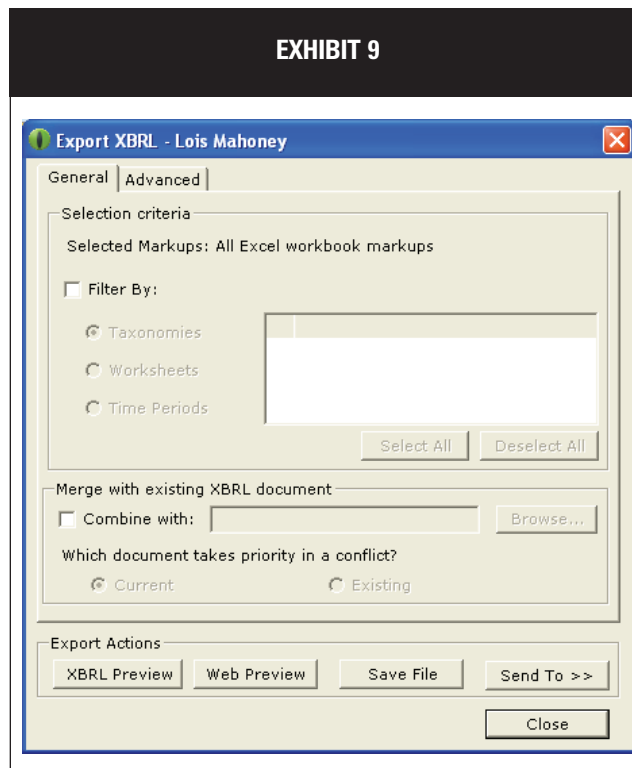 EXHIBIT 9
Export XBRL - Lois Mahoney
General Advanced
Selection criteria
Selected Markups: All Excel workbook markups
Filter By:
Taxonomies
Worksheets
Time Periods
Select All Deselect All
Merge with existing XBRL document
Combine with: Browse...
Which document takes priority in a conflict?
Current Existing
Export Actions
XBRL Preview Web Preview Save File Send To >>
Close